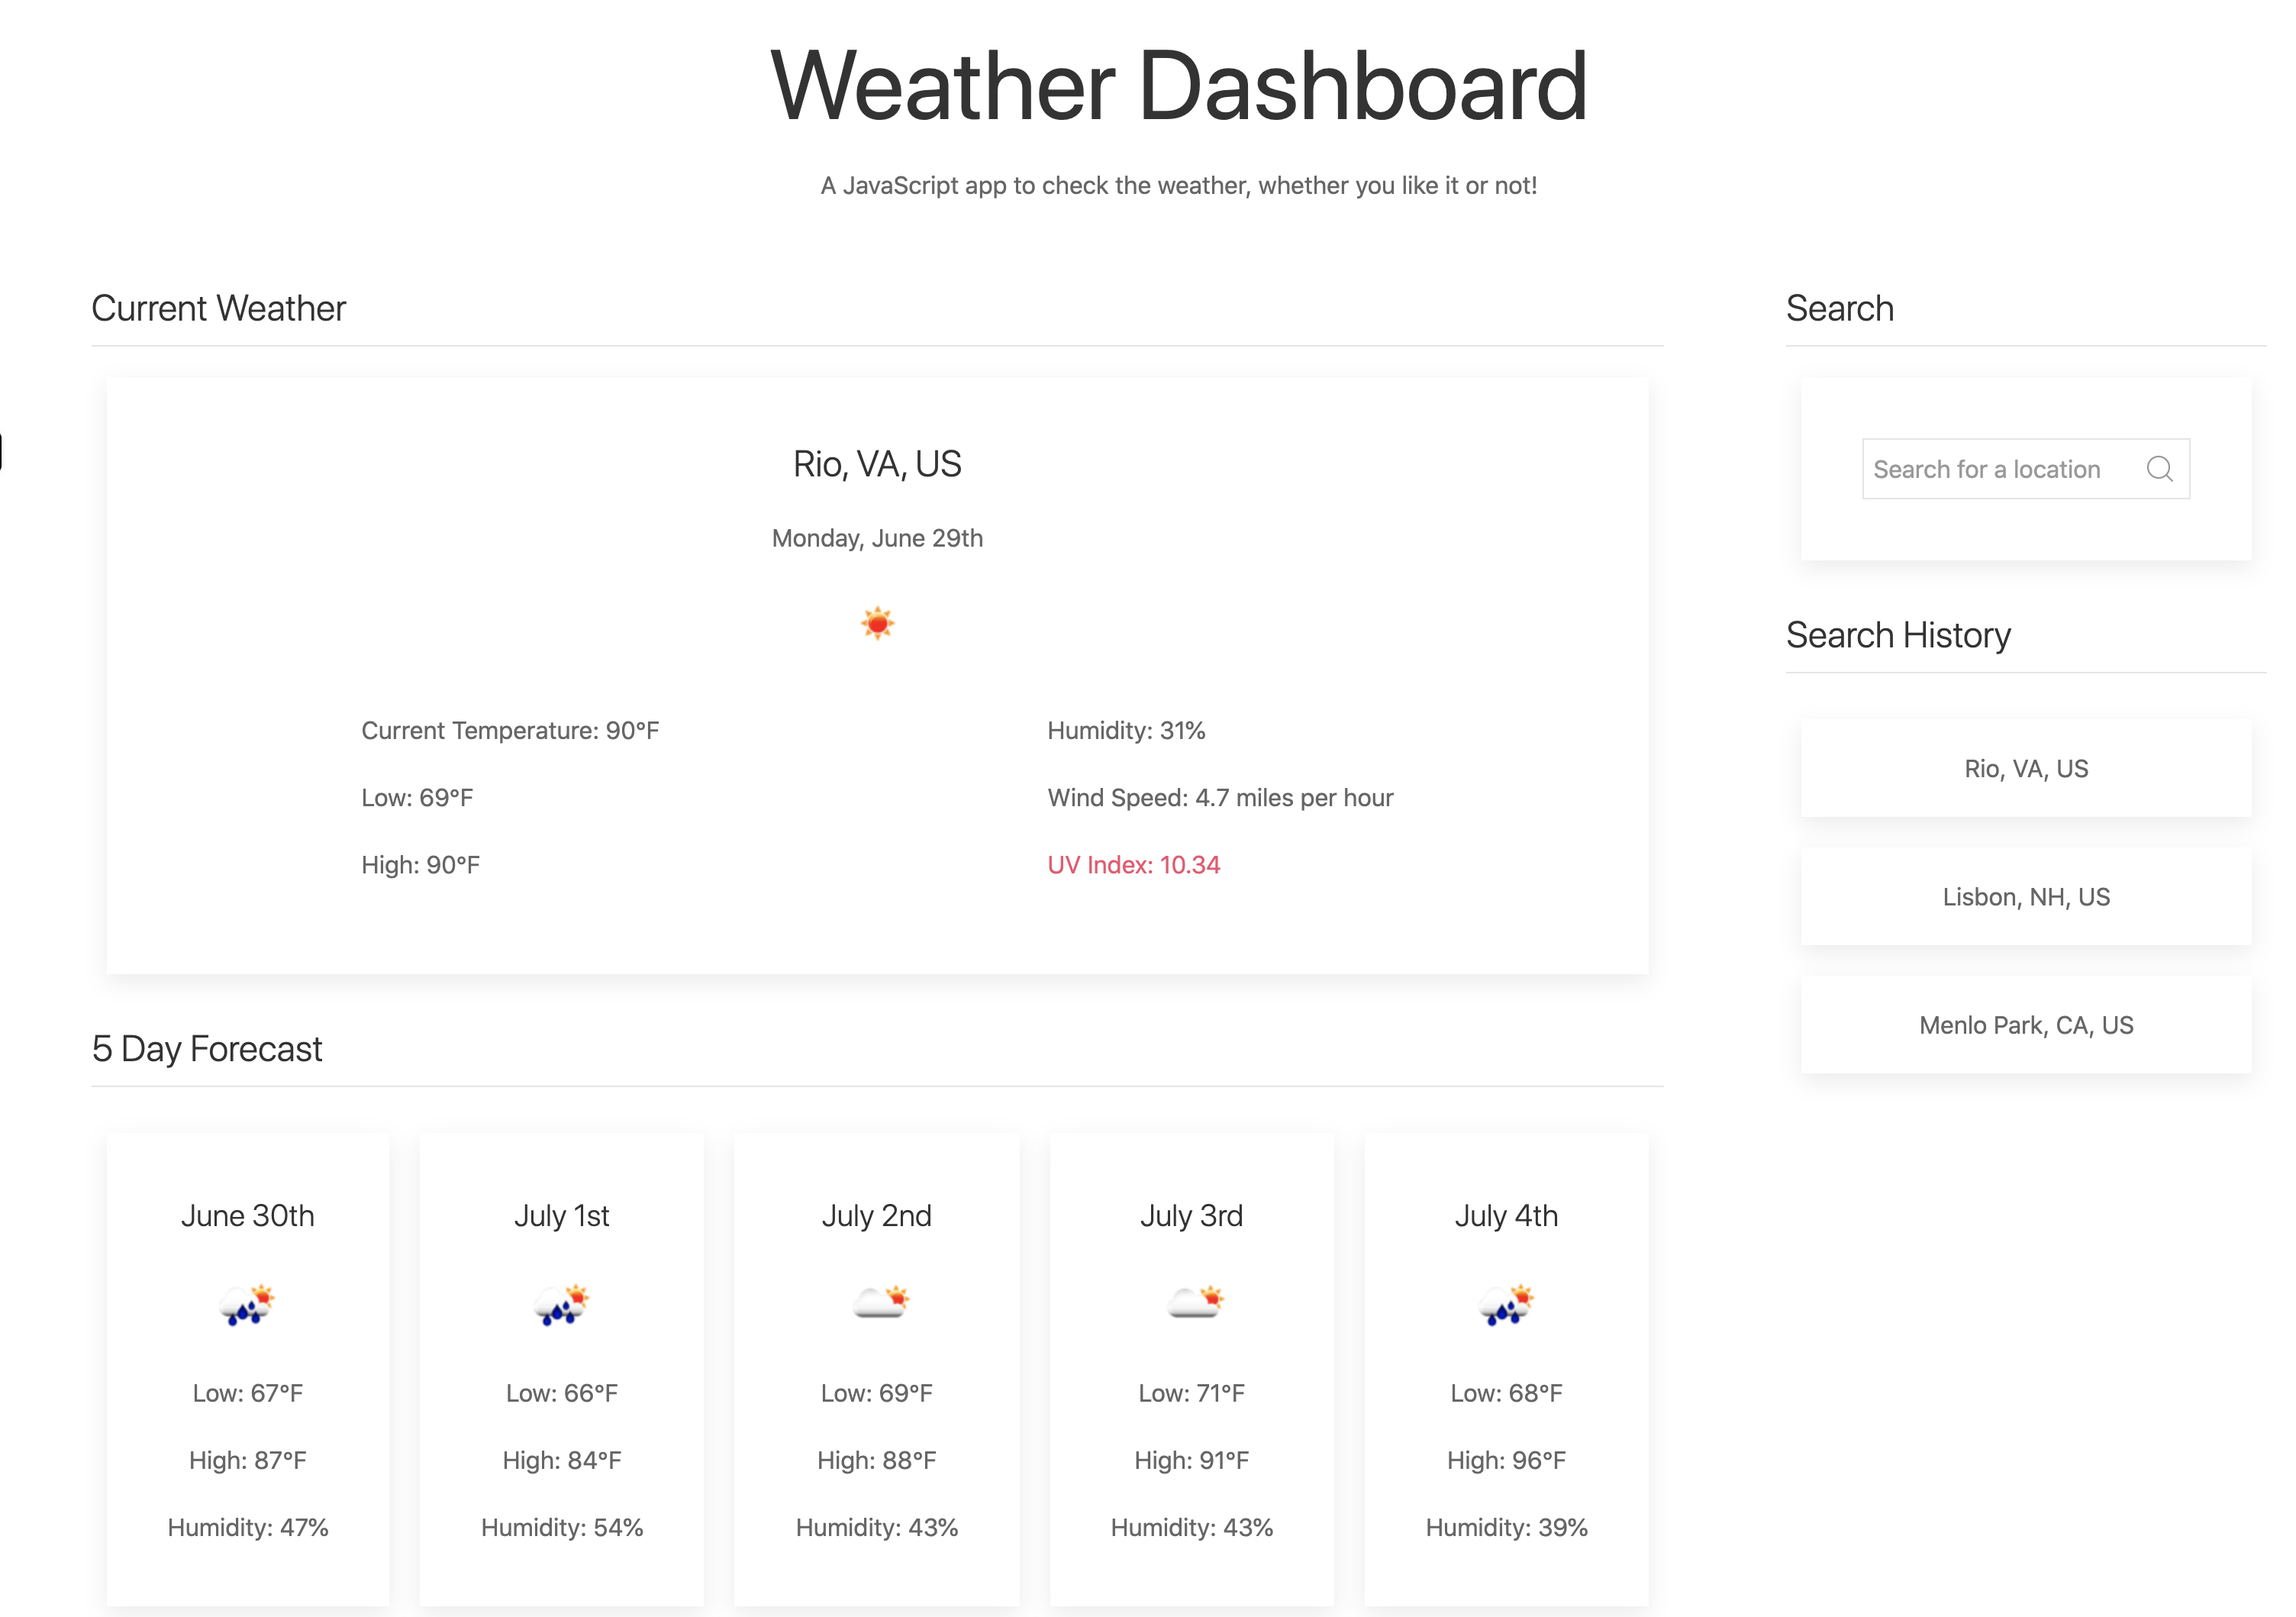 Weather Dashboard
A JavaScript app to check the weather, whether you like it or not!
Current Weather
Rio, VA, US
Monday, June 29th
Current Temperature: 90°F
Low: 69°F
High: 90°F
Humidity: 31%
Wind Speed: 4.7 miles per hour
UV Index: 10.34
5 Day Forecast
June 30th
Low: 67°F
High: 87°F
Humidity: 47%
July 1st
Low: 66°F
High: 84°F
Humidity: 54%
July 2nd
Low: 69°F
High: 88°F
Humidity: 43%
July 3rd
Low: 71°F
High: 91°F
Humidity: 43%
July 4th
Low: 68°F
High: 96°F
Humidity: 39%
Search
Search for a location
Search History
Rio, VA, US
Lisbon, NH, US
Menlo Park, CA, US